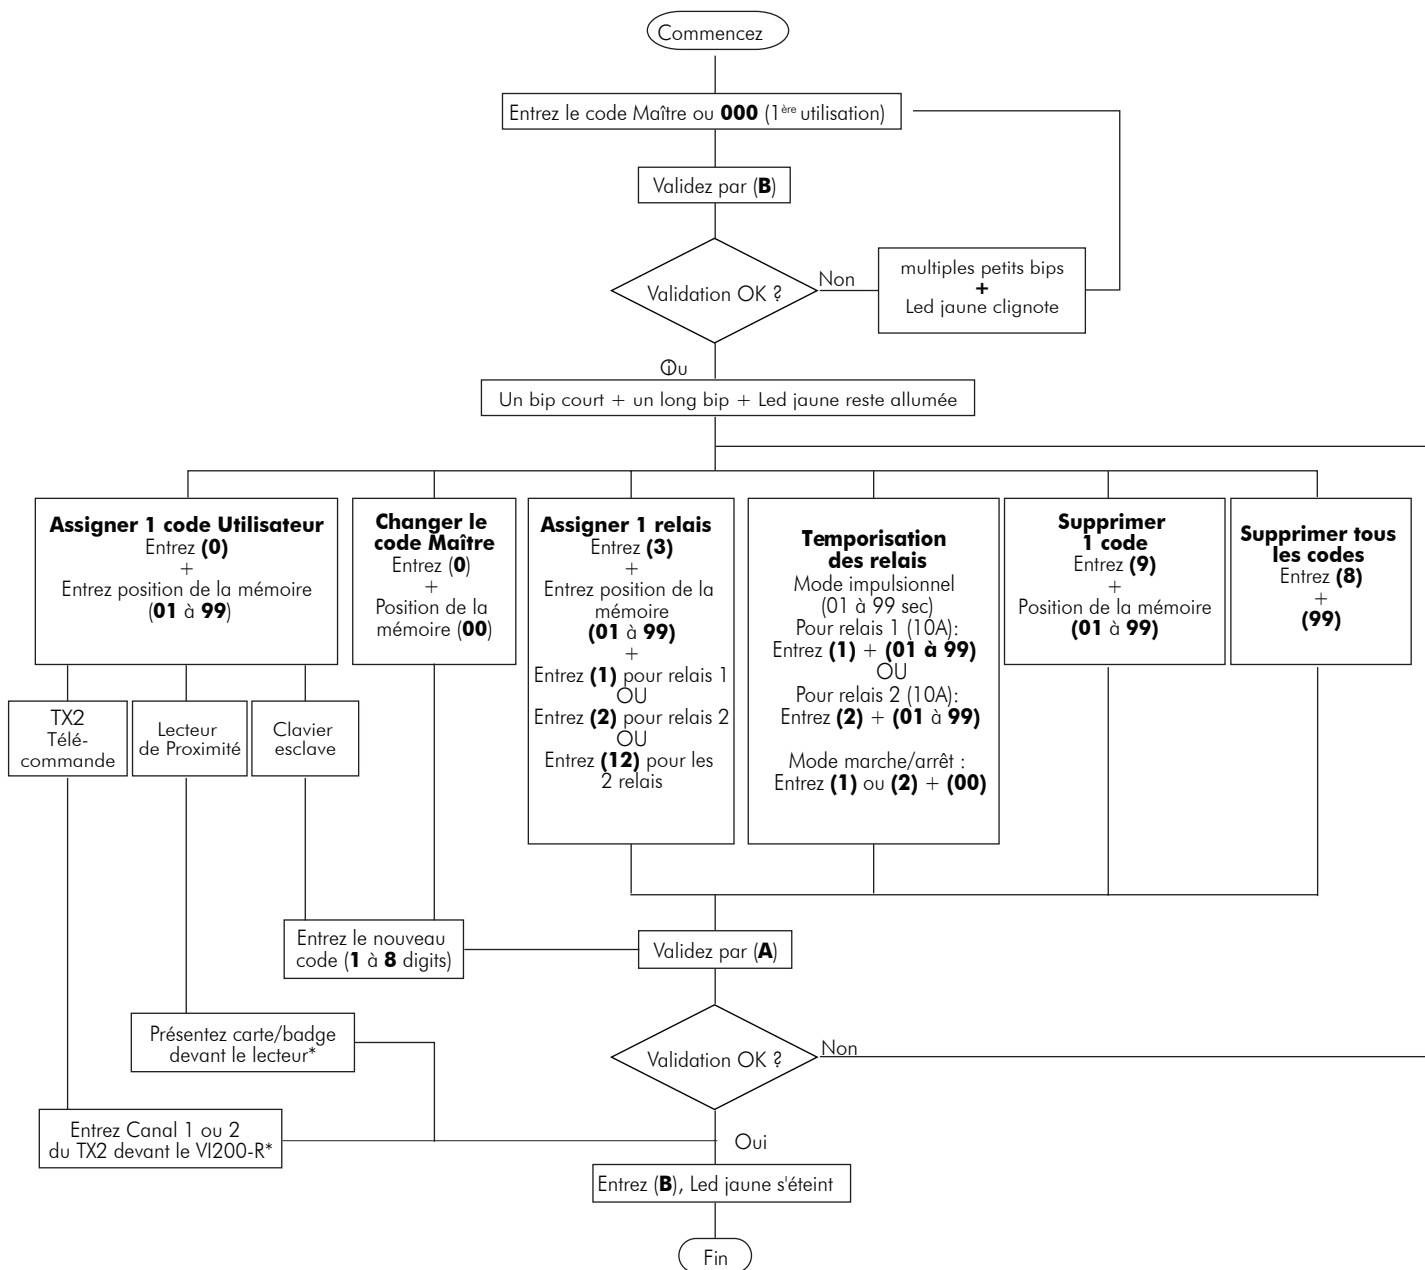 Commencez
Entrez le code Maître ou 000 (1ère utilisation)
Validez par (B)
Validation OK ?
Non
multiples petits bips
+
Led jaune clignote
Un bip court + un long bip + Led jaune reste allumée
Assigner 1 code Utilisateur
Entrez (0)
+
Entrez position de la mémoire
(01 à 99)
Changer le
code Maître
Entrez (0)
+
Position de la
mémoire (00)
Assigner 1 relais
Entrez (3)
+
Entrez position de la
mémoire
(01 à 99)
+
Entrez (1) pour relais 1
OU
Entrez (2) pour relais 2
OU
Entrez (12) pour les
2 relais
Temporisation
des relais
Mode impulsionnel
(01 à 99 sec)
Pour relais 1 (10A):
Entrez (1) + (01 à 99)
OU
Pour relais 2 (10A):
Entrez (2) + (01 à 99)
Mode marche/arrêt :
Entrez (1) ou (2) + (00)
Supprimer
1 code
Entrez (9)
+
Position de la mémoire
(01 à 99)
Supprimer tous
les codes
Entrez (8)
+
(99)
TX2
Télé-
commande
Lecteur
de Proximité
Clavier
esclave
Entrez le nouveau
code (1 à 8 digits)
Validez par (A)
Présentez carte/badge
devant le lecteur*
Validation OK ?
Non
Entrez Canal 1 ou 2
du TX2 devant le VI200-R*
Oui
Entrez (B), Led jaune s'éteint
Fin